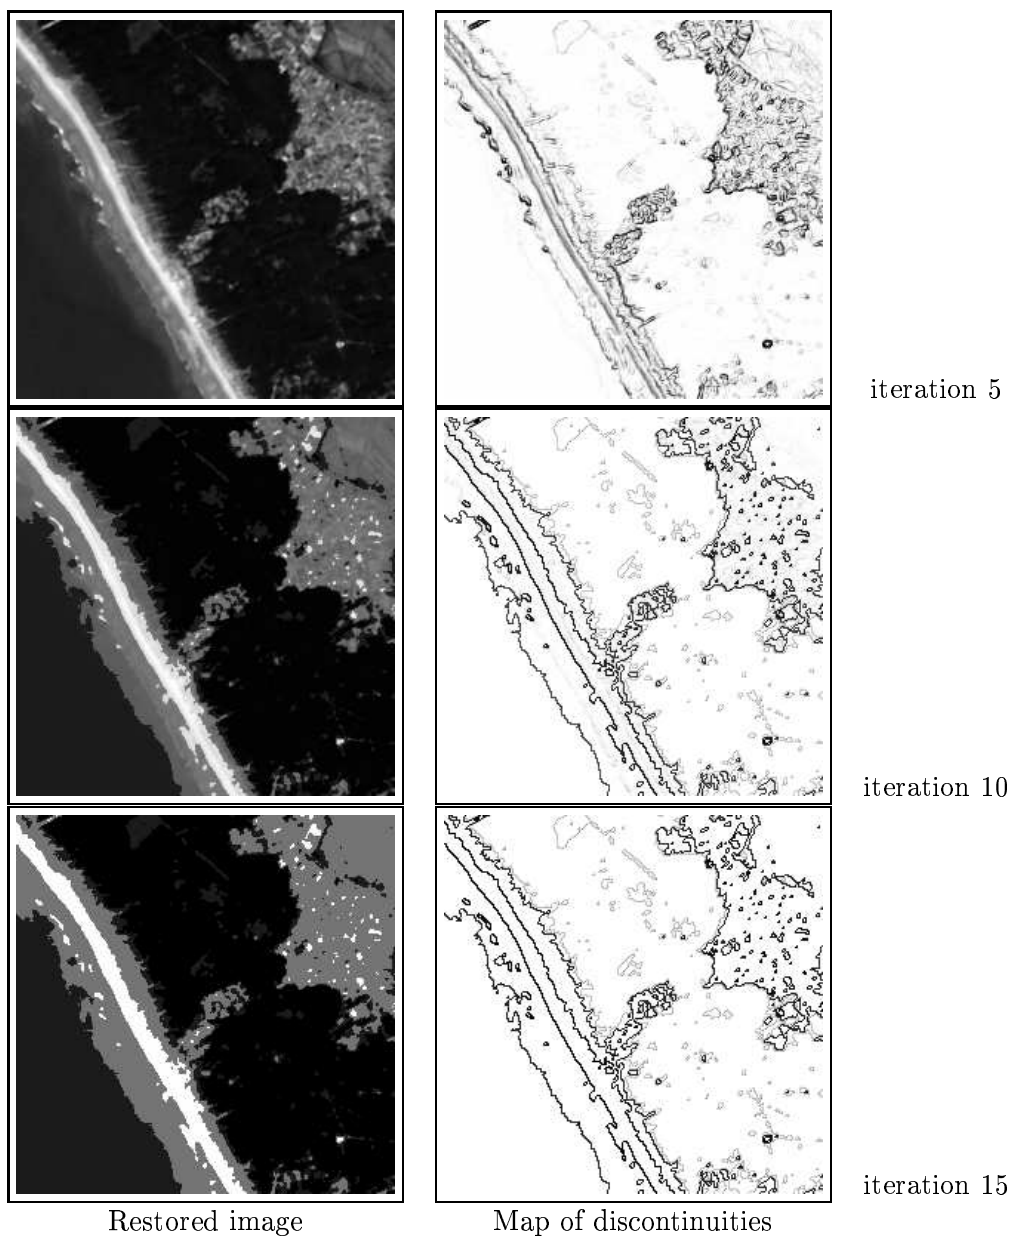 iteration 5
iteration 10
iteration 15
Restored image
Map of discontinuities